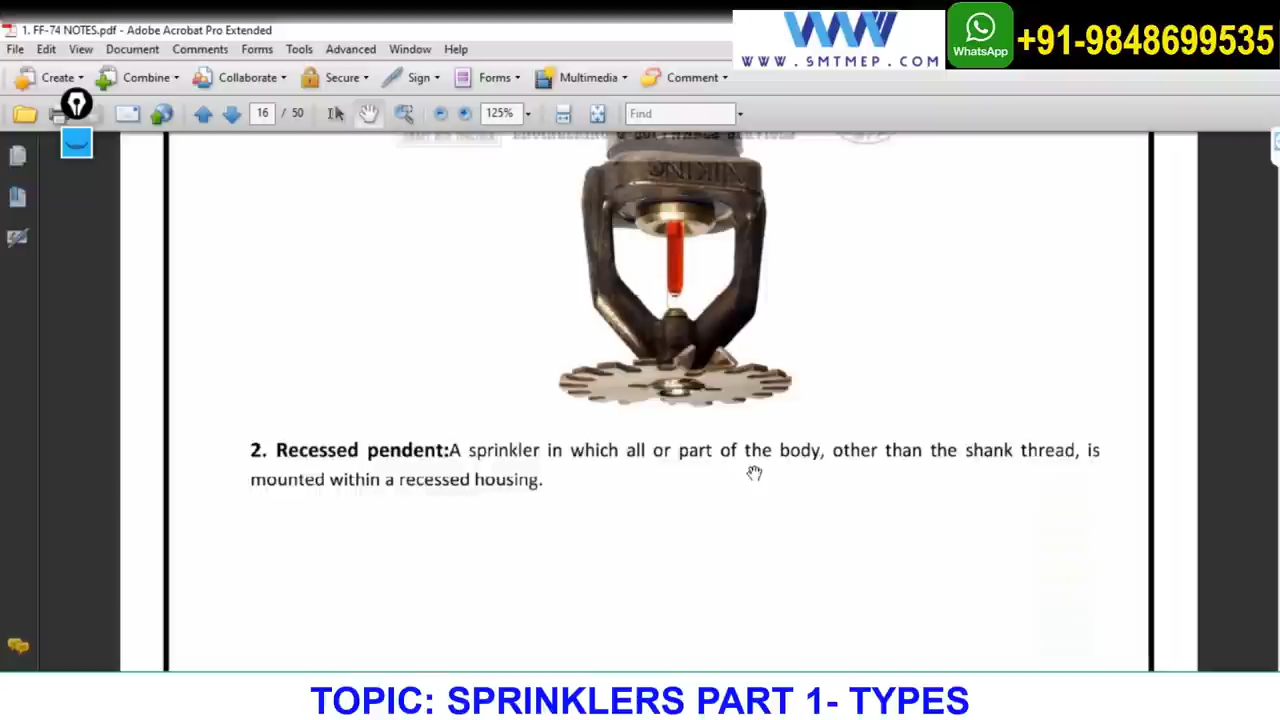 1. FF-74 NOTES.pdf - Adobe Acrobat Pro Extended
File Edit View Document Comments Forms Tools Advanced Window Help
WWW.SMTMEP.COM
WhatsApp
+91-9848699535
Create Combine Collaborate Secure Sign Forms Multimedia Comment
16 / 50 125% Find
VIKING
2. Recessed pendent:A sprinkler in which all or part of the body, other than the shank thread, is
mounted within a recessed housing.
TOPIC: SPRINKLERS PART 1- TYPES